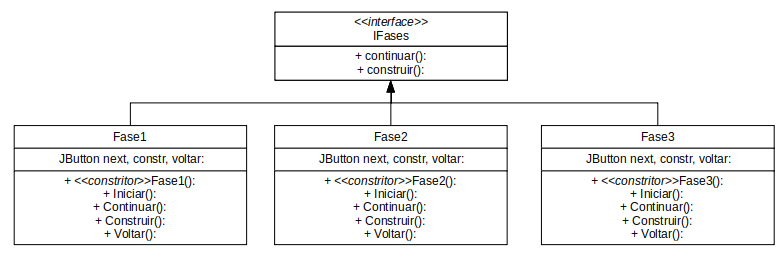 <<interface>>
IFases
+ continuar():
+ construir():
Fase1
JButton next, constr, voltar:
+ <<constritor>>Fase1():
+ Iniciar():
+ Continuar():
+ Construir():
+ Voltar():
Fase2
JButton next, constr, voltar:
+ <<constritor>>Fase2():
+ Iniciar():
+ Continuar():
+ Construir():
+ Voltar():
Fase3
JButton next, constr, voltar:
+ <<constritor>>Fase3():
+ Iniciar():
+ Continuar():
+ Construir():
+ Voltar():